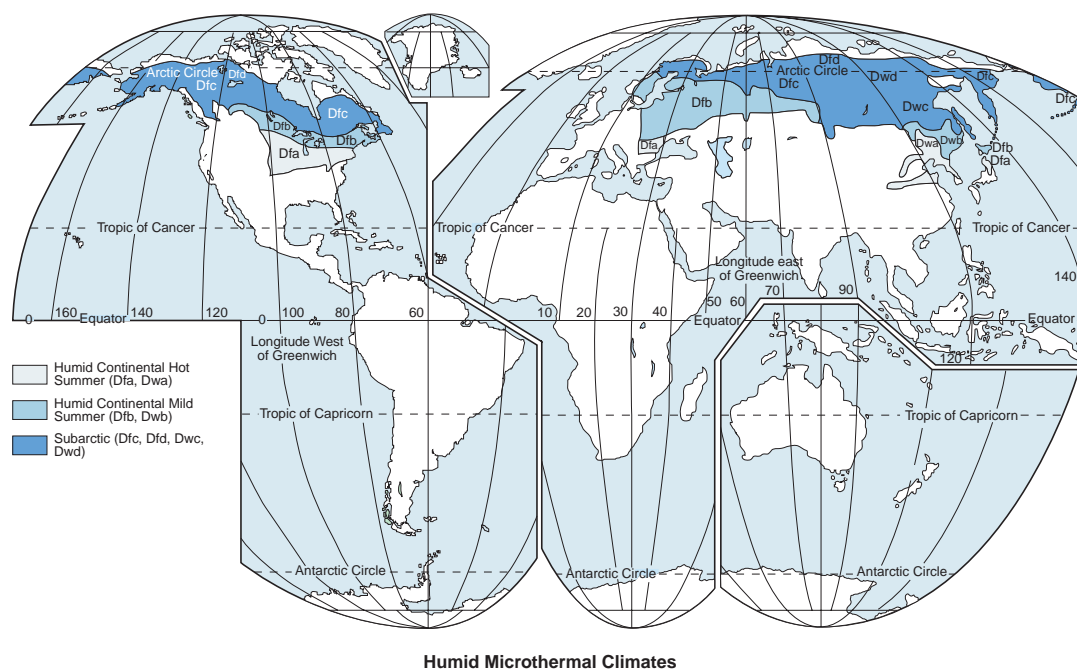 Arctic Circle
Dfd
Dfc
Dfc
Dfb
Dfb
Dfa
Tropic of Cancer
0
160
Equator
140
120
0
100
80
60
Longitude West
of Greenwich
Tropic of Capricorn
Antarctic Circle
Dfd
Arctic Circle
Dfc
Dwd
Dfc
Dfc
Dfb
Dwc
Dfa
Dwa
Dwb
Dfb
Dfa
Tropic of Cancer
Tropic of Cancer
Longitude east
of Greenwich
140
10
20
30
40
50
60
70
90
Equator
Equator
120
Tropic of Capricorn
Antarctic Circle
Antarctic Circle
Humid Continental Hot
Summer (Dfa, Dwa)
Humid Continental Mild
Summer (Dfb, Dwb)
Subarctic (Dfc, Dfd, Dwc,
Dwd)
Humid Microthermal Climates